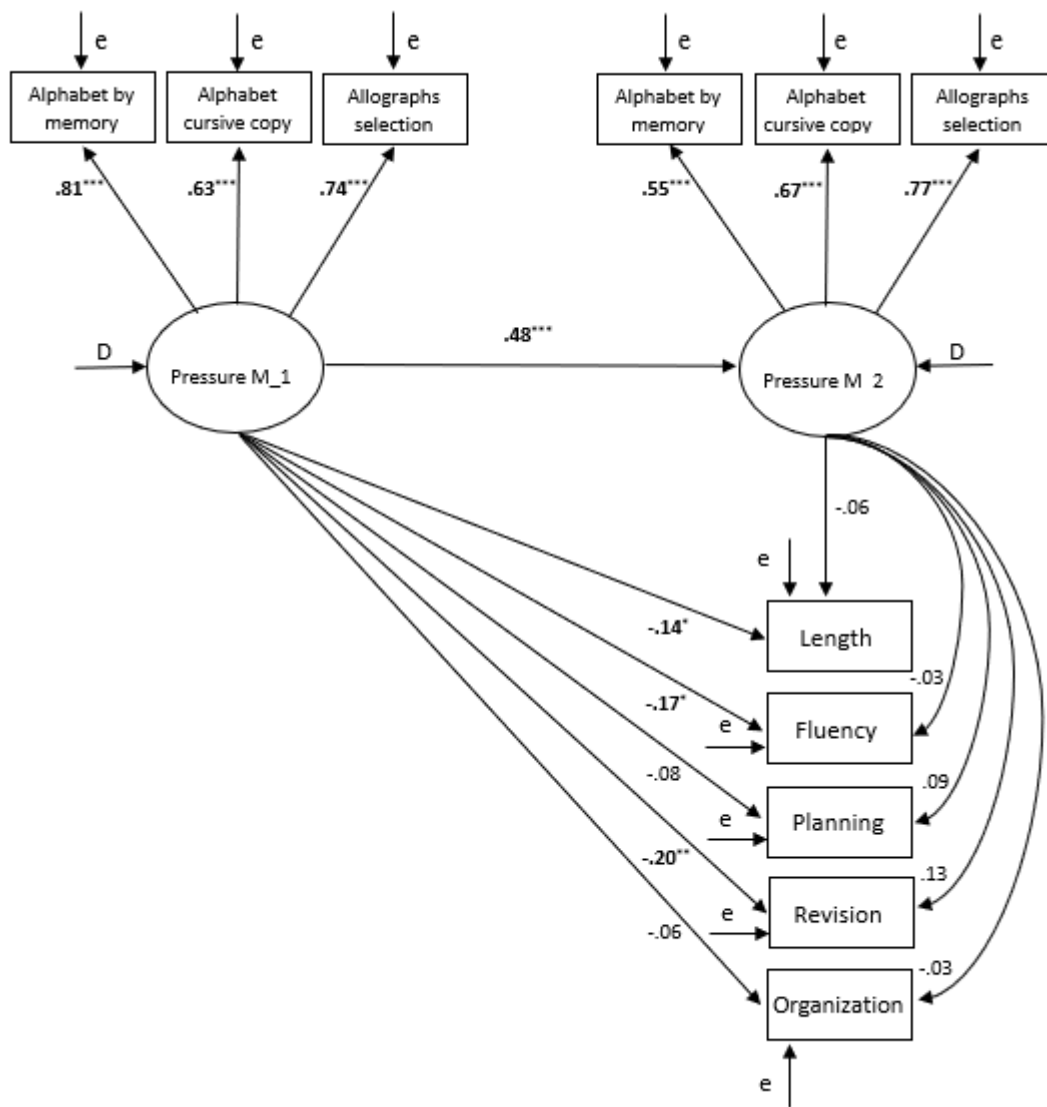 e
e
e
e
e
e
Alphabet by
memory
Alphabet
cursive copy
Allographs
selection
Alphabet by
memory
Alphabet
cursive copy
Allographs
selection
.81***
.63***
.74***
.55***
.67***
.77***
D
Pressure M_1
.48***
Pressure M_2
D
-.06
e
-.14*
Length
-.03
-.17*
e
Fluency
-.08
.09
e
Planning
-.20**
.13
e
Revision
-.06
-.03
Organization
e